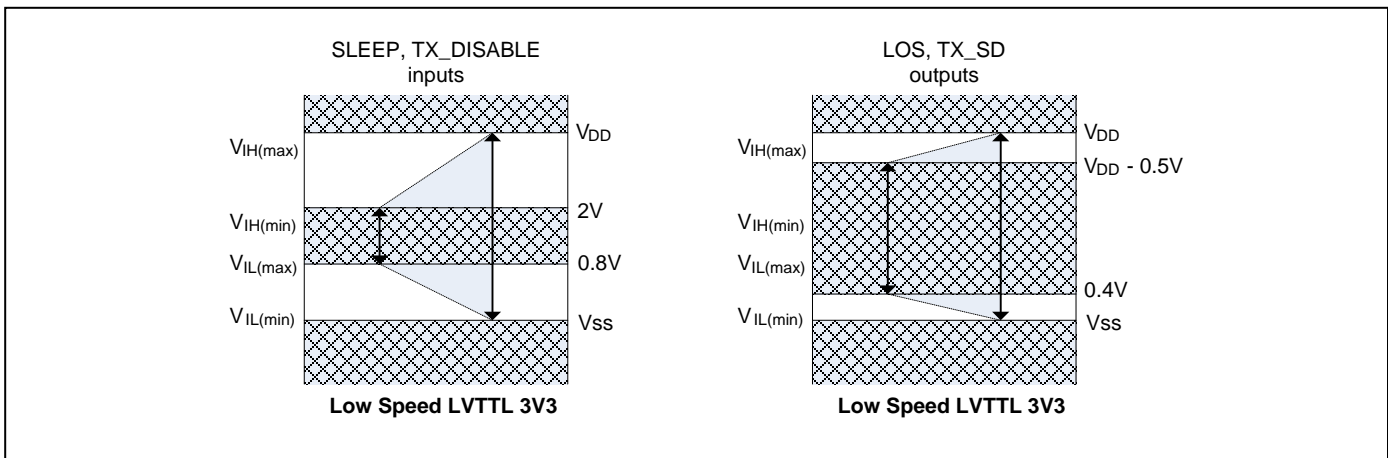 SLEEP, TX_DISABLE
inputs
VIH(max)
VIH(min)
VIL(max)
VIL(min)
VDD
2V
0.8V
Vss
Low Speed LVTTL 3V3
LOS, TX_SD
outputs
VIH(max)
VIH(min)
VIL(max)
VIL(min)
VDD
VDD - 0.5V
0.4V
Vss
Low Speed LVTTL 3V3